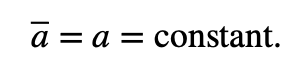 a̅ = a = constant.